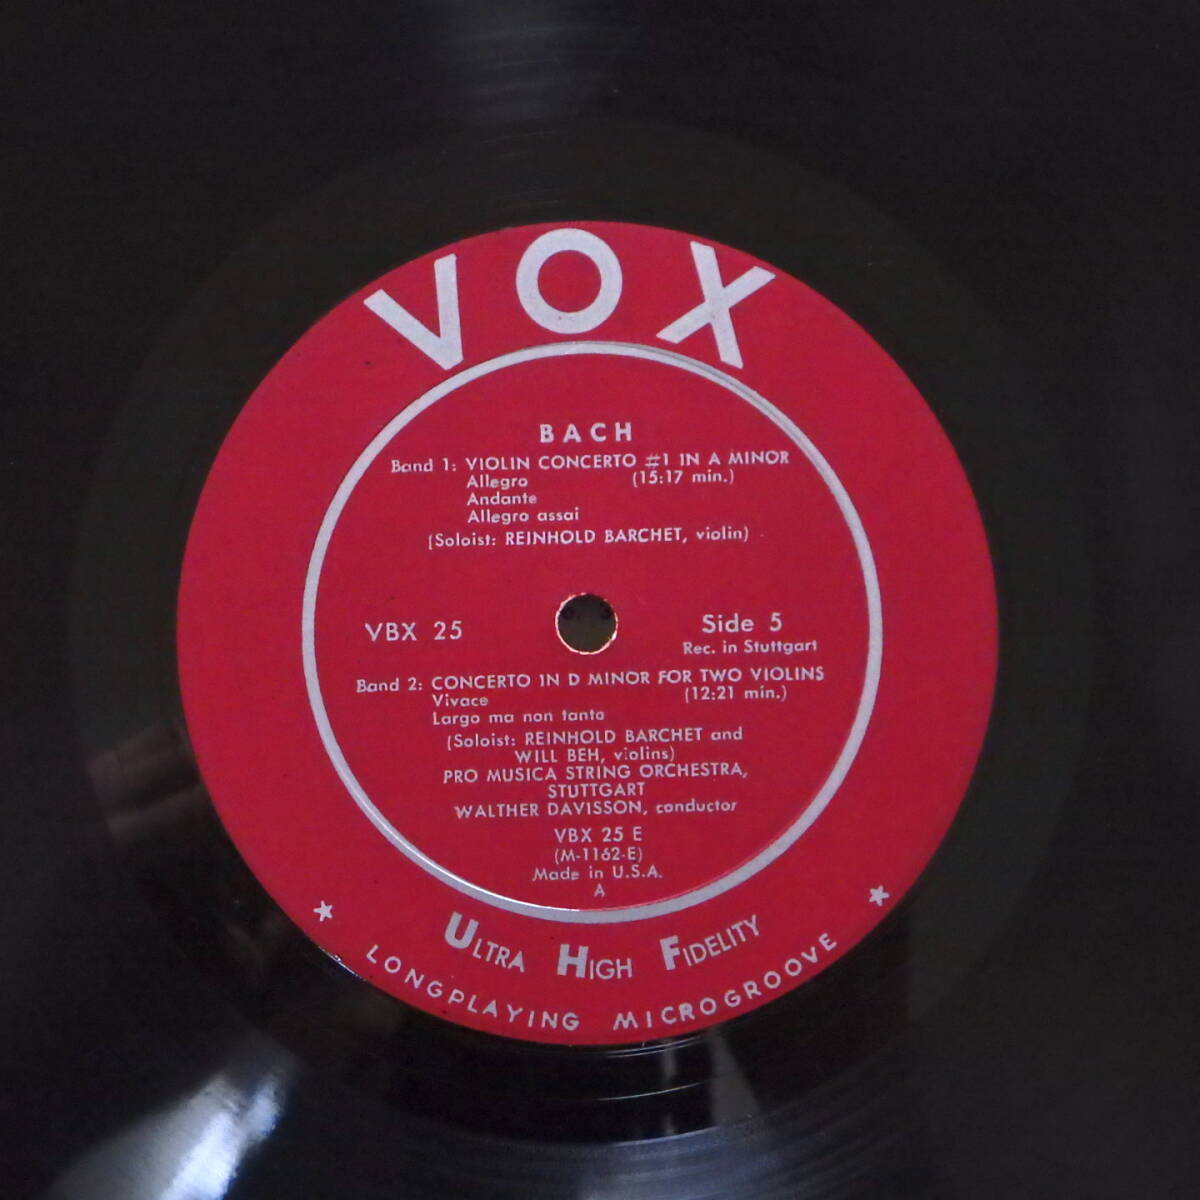 VOX
BACH
Band 1: VIOLIN CONCERTO #1 IN A MINOR
Allegro (15:17 min.)
Andante
Allegro assai
(Soloist: REINHOLD BARCHET, violin)
VBX 25
Side 5
Rec. in Stuttgart
Band 2: CONCERTO IN D MINOR FOR TWO VIOLINS
Vivace (12:21 min.)
Largo ma non tanto
(Soloist: REINHOLD BARCHET and
WILL BEH, violins)
PRO MUSICA STRING ORCHESTRA,
STUTTGART
WALTHER DAVISSON, conductor
VBX 25 E
(M-1162-E)
Made in U.S.A.
A
ULTRA HIGH FIDELITY
LONGPLAYING MICROGROOVE